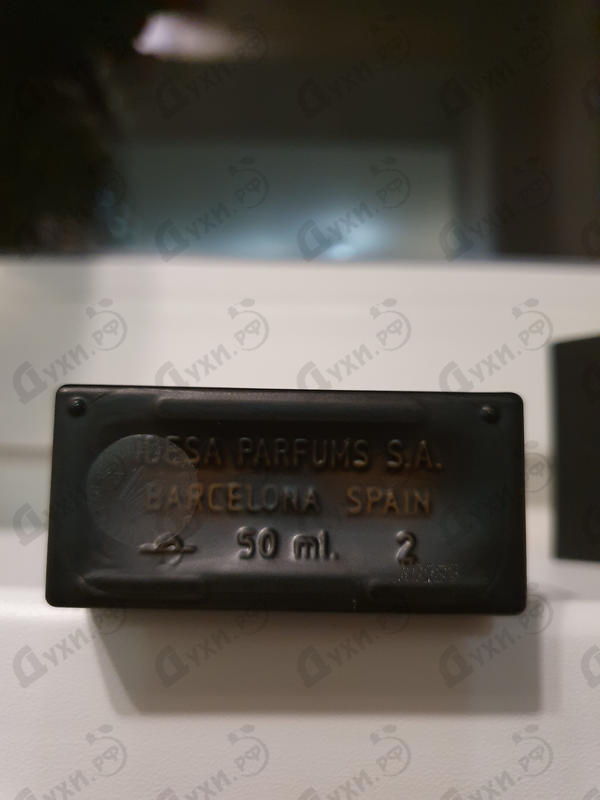 IDESA PARFUMS S.A.
BARCELONA SPAIN
50 ml. 2
Духи.рф